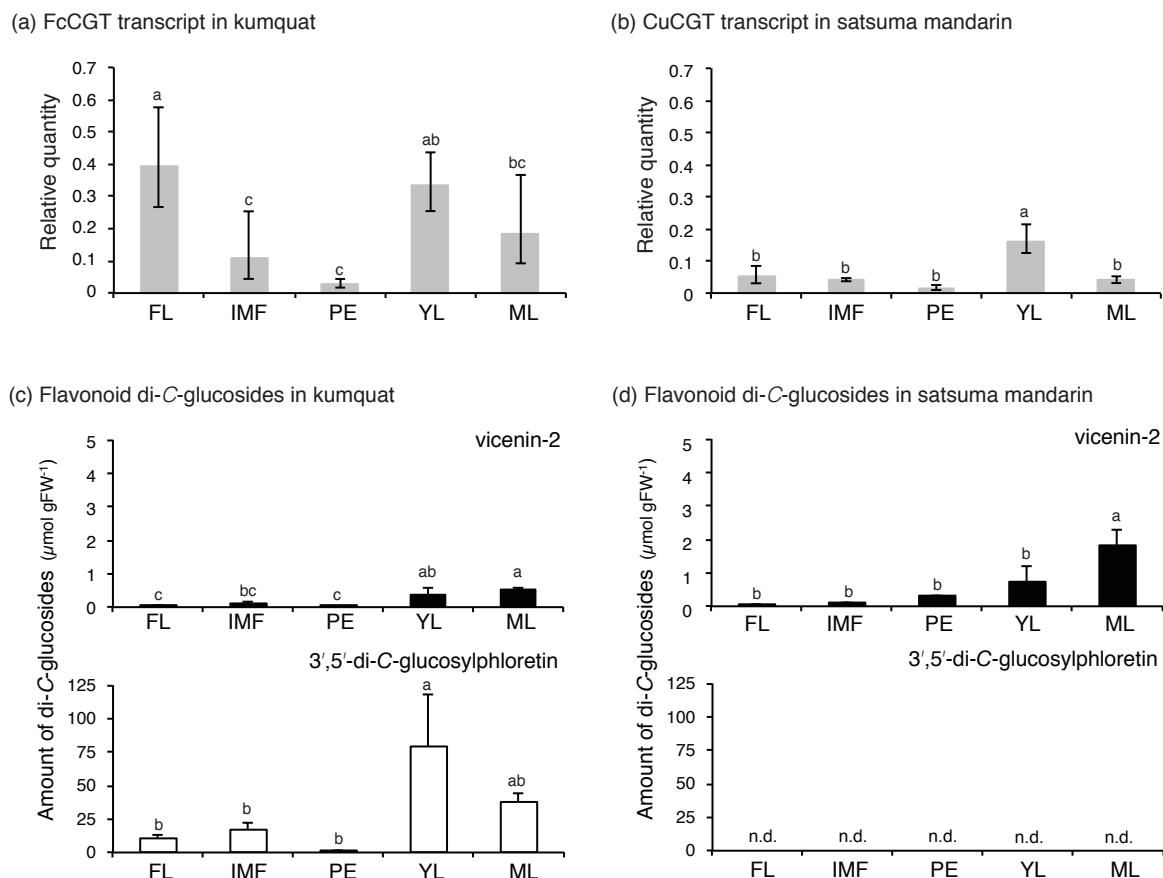 (a) FcCGT transcript in kumquat
Relative quantity
0.7
0.6
0.5
0.4
0.3
0.2
0.1
0
a
c
c
ab
bc
FL IMF PE YL ML
(b) CuCGT transcript in satsuma mandarin
Relative quantity
0.7
0.6
0.5
0.4
0.3
0.2
0.1
0
b
b
b
a
b
FL IMF PE YL ML
(c) Flavonoid di-C-glucosides in kumquat
Amount of di-C-glucosides (µmol gFW⁻¹)
vicenin-2
5
4
3
2
1
0
c
bc
c
ab
a
FL IMF PE YL ML
3′,5′-di-C-glucosylphloretin
125
100
75
50
25
0
b
b
b
a
ab
FL IMF PE YL ML
(d) Flavonoid di-C-glucosides in satsuma mandarin
Amount of di-C-glucosides (µmol gFW⁻¹)
vicenin-2
5
4
3
2
1
0
b
b
b
b
a
FL IMF PE YL ML
3′,5′-di-C-glucosylphloretin
125
100
75
50
25
0
n.d. n.d. n.d. n.d. n.d.
FL IMF PE YL ML